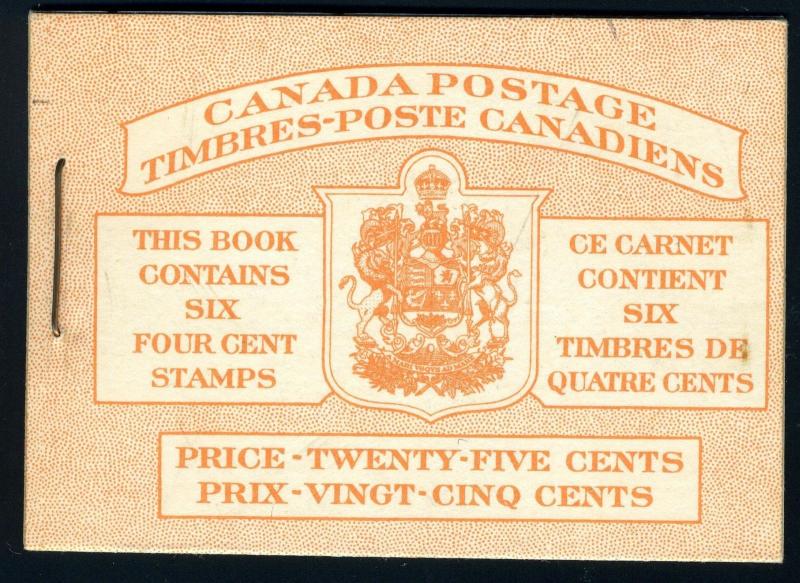 CANADA POSTAGE
TIMBRES-POSTE CANADIENS
THIS BOOK
CONTAINS
SIX
FOUR CENT
STAMPS
CE CARNET
CONTIENT
SIX
TIMBRES DE
QUATRE CENTS
PRICE-TWENTY-FIVE CENTS
PRIX-VINGT-CINQ CENTS